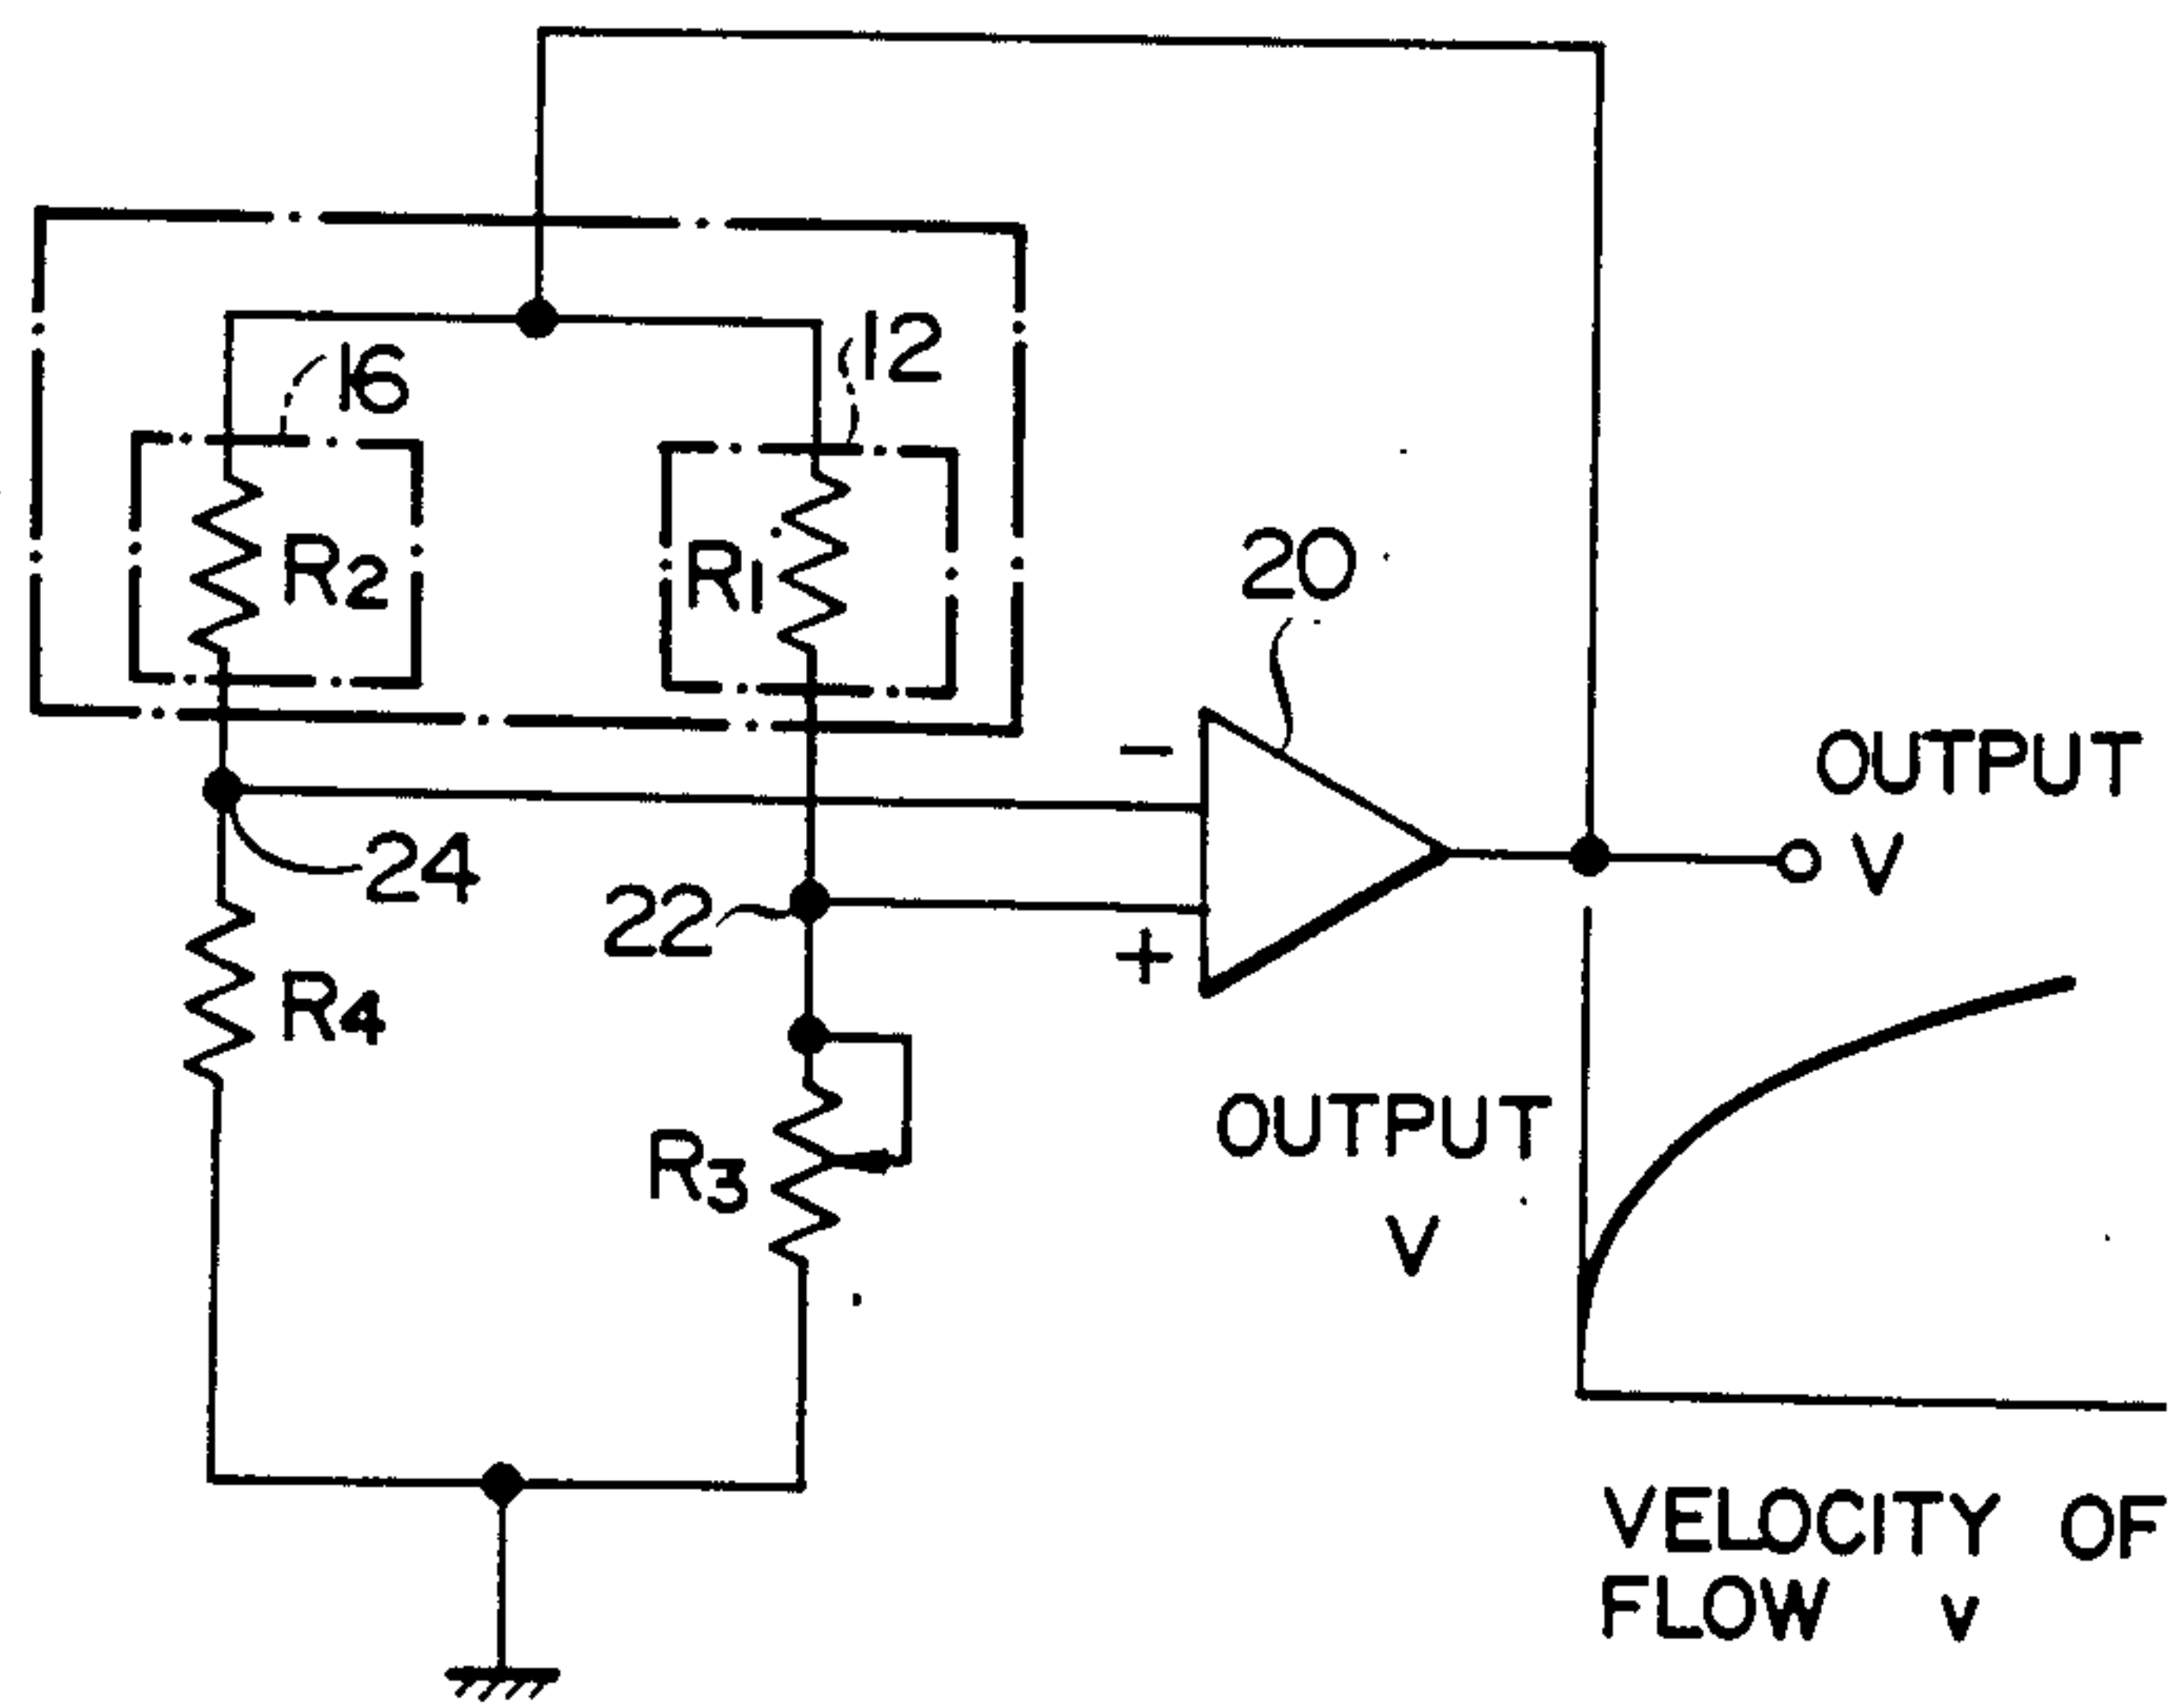 16
12
R2
R1
20
−
OUTPUT
V
24
22
+
R4
OUTPUT
V
R3
VELOCITY OF
FLOW v